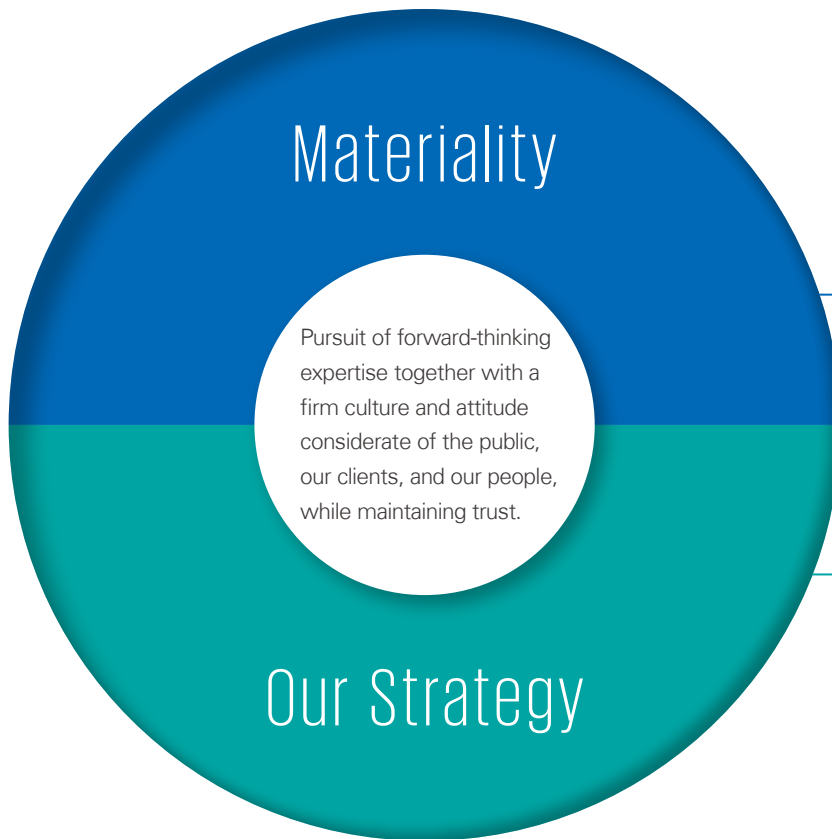 Materiality
Pursuit of forward-thinking
expertise together with a
firm culture and attitude
considerate of the public,
our clients, and our people,
while maintaining trust.
Our Strategy